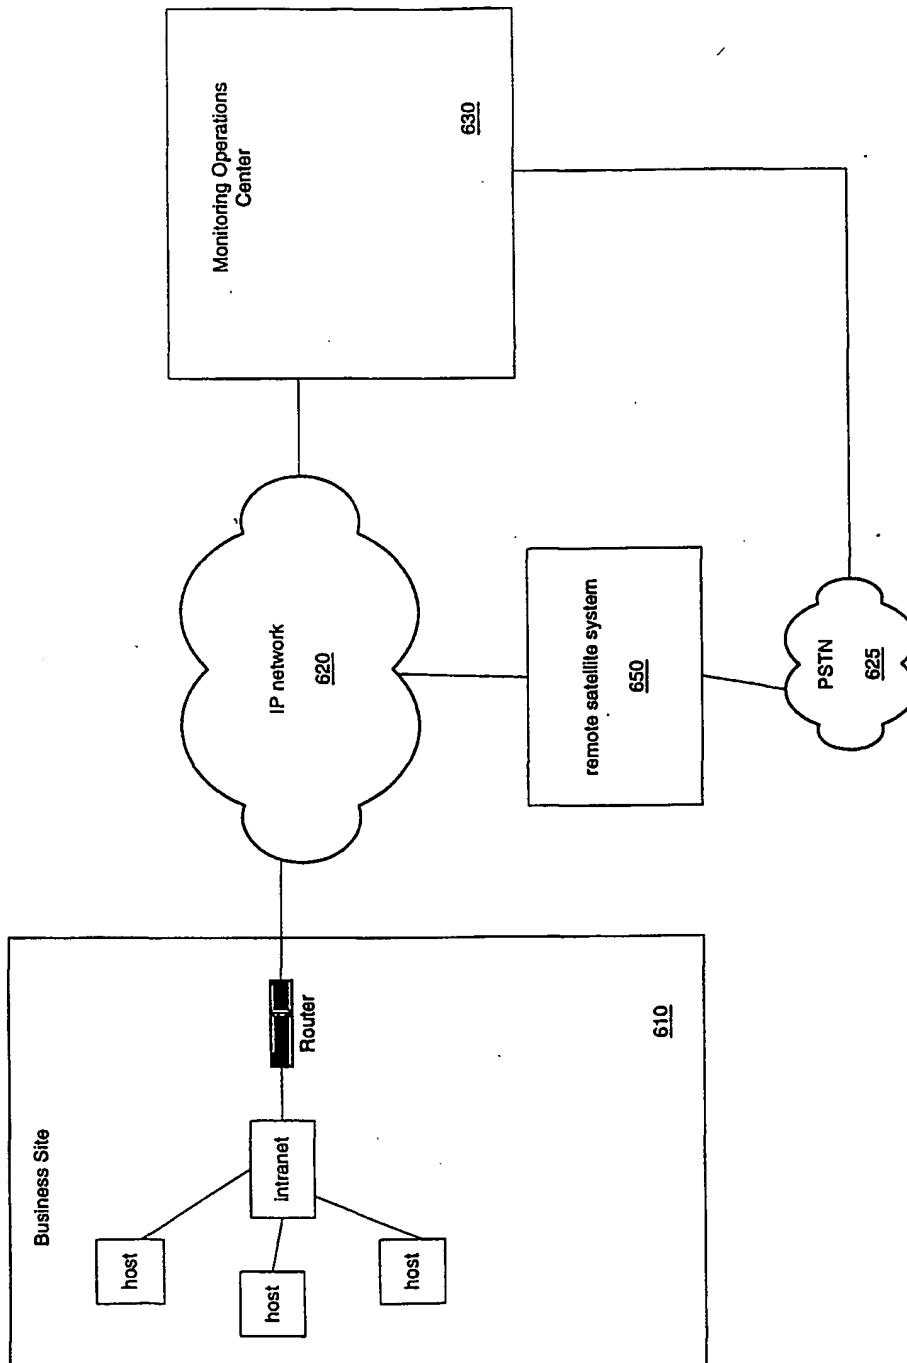 Business Site
host
host
host
intranet
Router
610
IP network
620
remote satellite system
650
PSTN
625
Monitoring Operations
Center
630